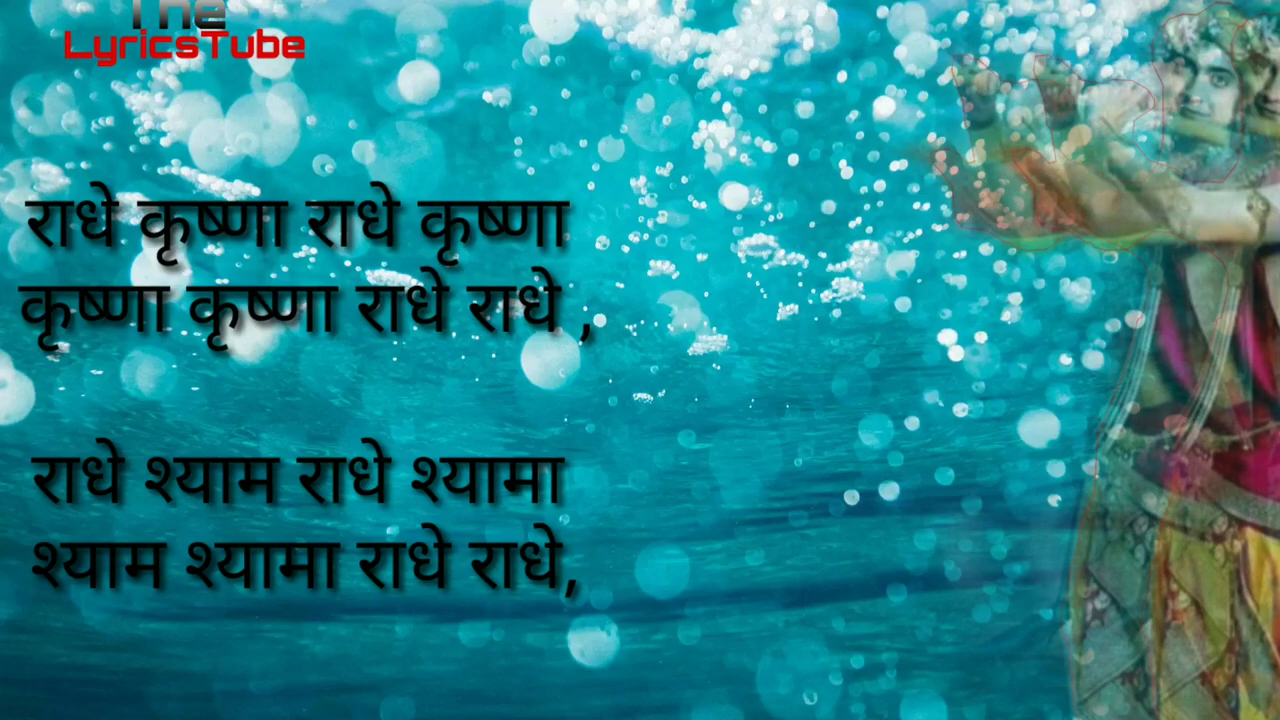 The
LyricsTube
राधे कृष्णा राधे कृष्णा
कृष्णा कृष्णा राधे राधे ,
राधे श्याम राधे श्यामा
श्याम श्यामा राधे राधे,